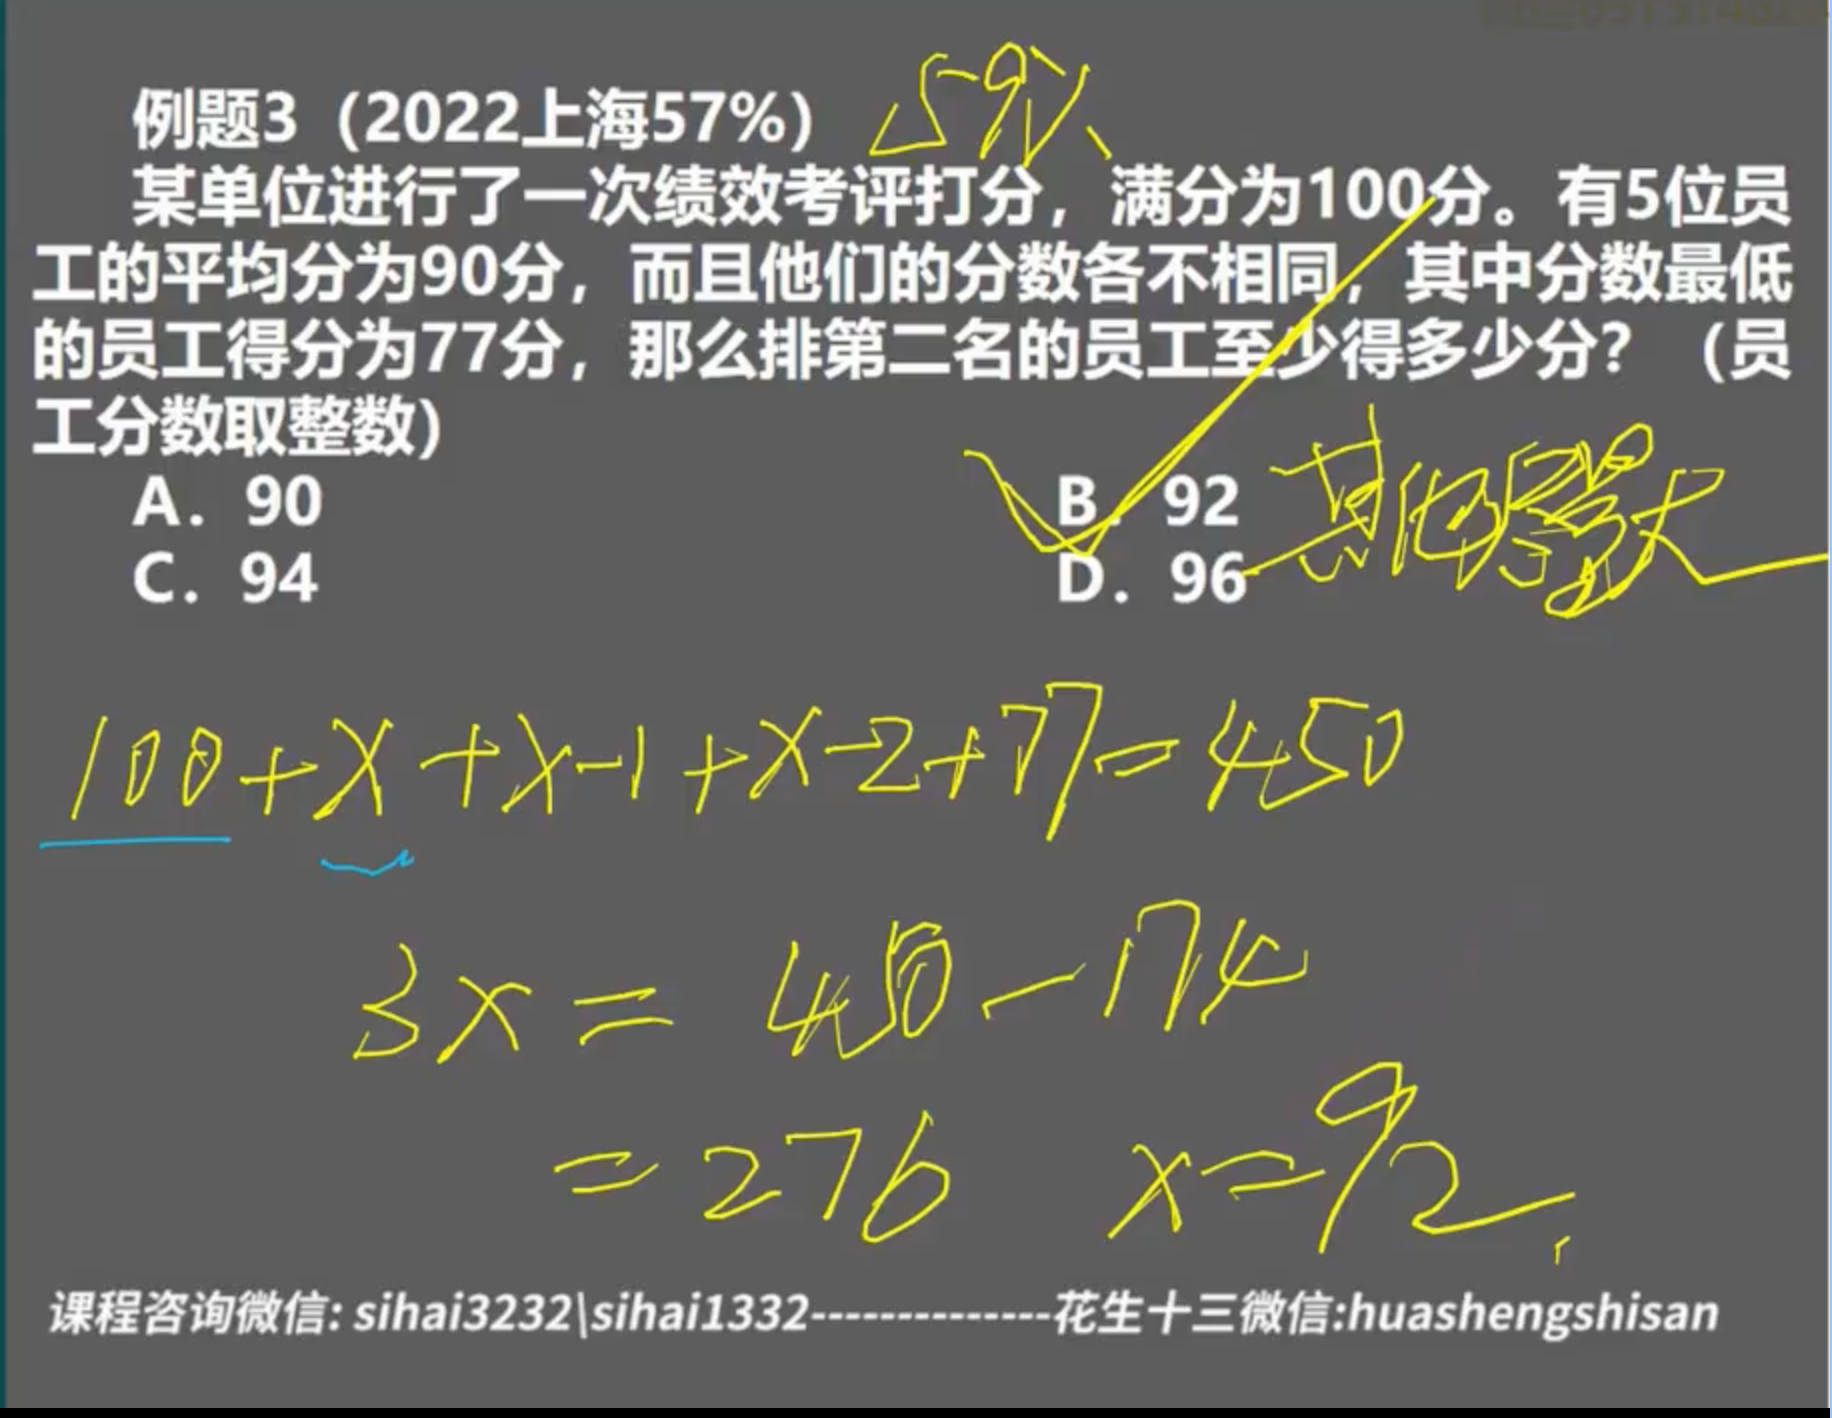 例题3（2022上海57%）
某单位进行了一次绩效考评打分，满分为100分。有5位员
工的平均分为90分，而且他们的分数各不相同，其中分数最低
的员工得分为77分，那么排第二名的员工至少得多少分？（员
工分数取整数）
A．90 B．92
C．94 D．96
其他尽量大
100+x+x-1+x-2+77=450
3x=450-174
=276 x=92
课程咨询微信: sihai3232\sihai1332--------------花生十三微信:huashengshisan